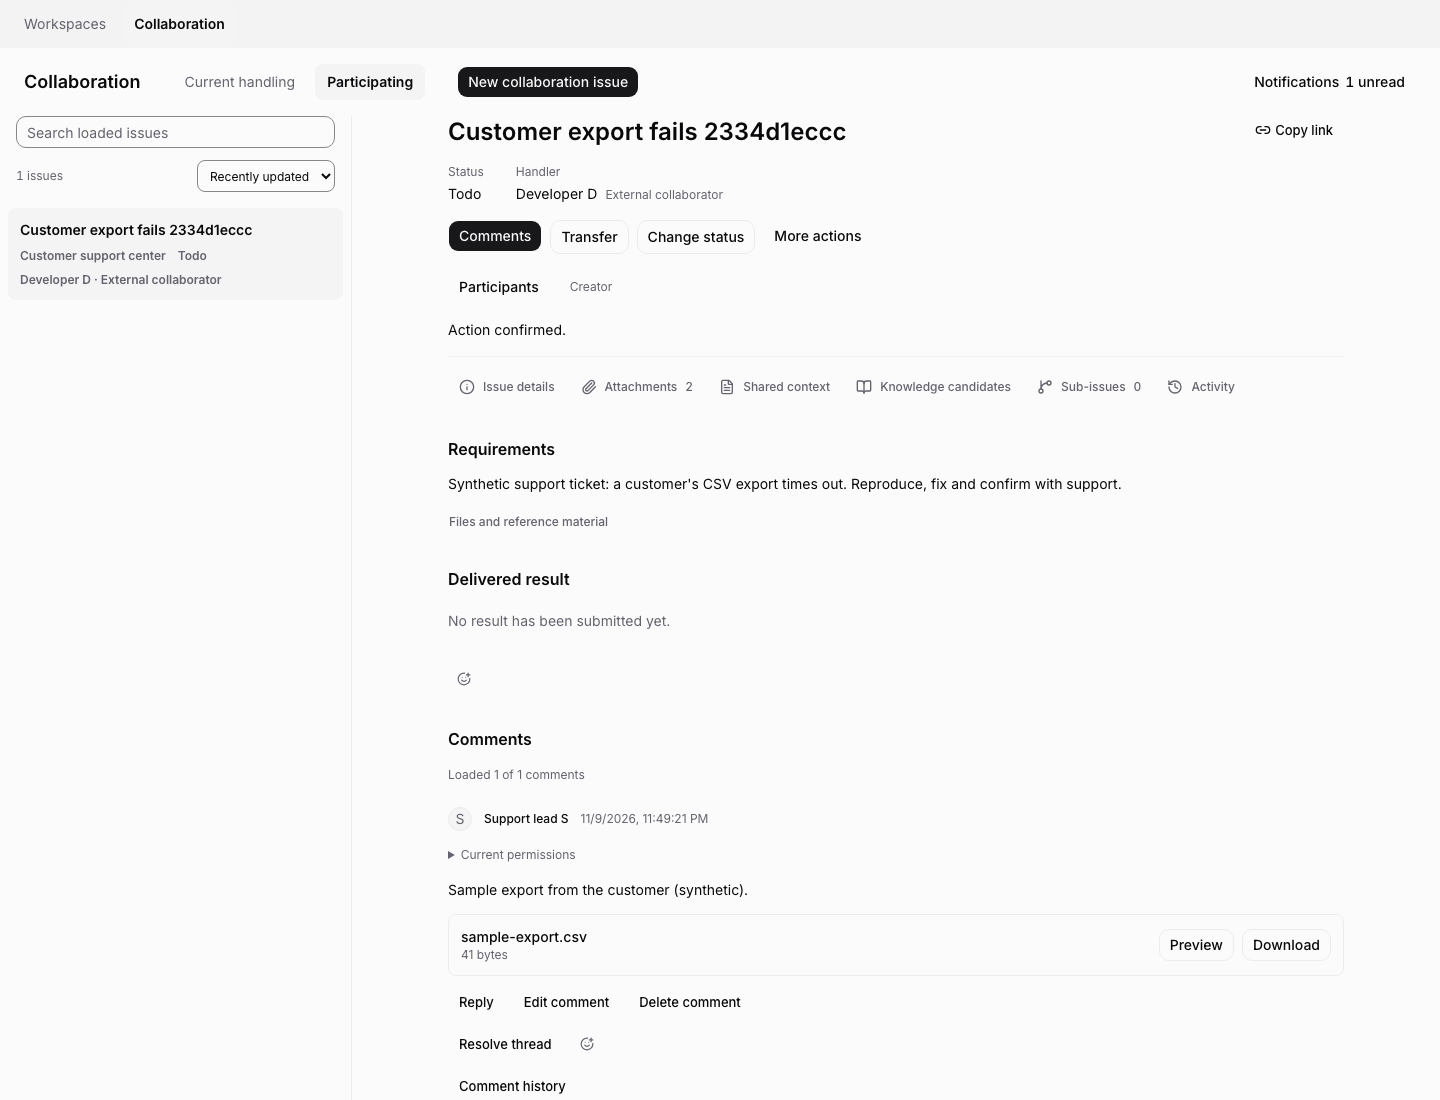 Workspaces Collaboration
Collaboration Current handling Participating New collaboration issue Notifications 1 unread
Search loaded issues
1 issues Recently updated
Customer export fails 2334d1eccc
Customer support center Todo
Developer D · External collaborator
Customer export fails 2334d1eccc Copy link
Status Handler
Todo Developer D External collaborator
Comments Transfer Change status More actions
Participants Creator
Action confirmed.
Issue details Attachments 2 Shared context Knowledge candidates Sub-issues 0 Activity
Requirements
Synthetic support ticket: a customer's CSV export times out. Reproduce, fix and confirm with support.
Files and reference material
Delivered result
No result has been submitted yet.
Comments
Loaded 1 of 1 comments
S Support lead S 11/9/2026, 11:49:21 PM
Current permissions
Sample export from the customer (synthetic).
sample-export.csv
41 bytes
Preview Download
Reply Edit comment Delete comment
Resolve thread
Comment history